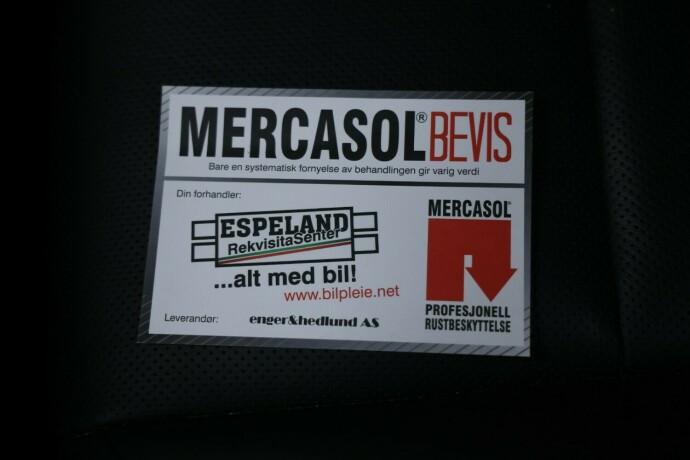 MERCASOL® BEVIS
Bare en systematisk fornyelse av behandlingen gir varig verdi
Din forhandler:
ESPELAND
RekvisitaSenter
...alt med bil!
www.bilpleie.net
Leverandør: enger&hedlund AS
MERCASOL®
PROFESJONELL
RUSTBESKYTTELSE